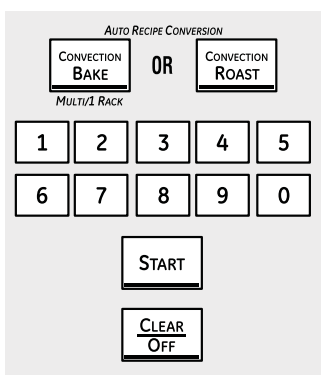 AUTO RECIPE CONVERSION
CONVECTION BAKE
OR
CONVECTION ROAST
MULTI/1 RACK
1 2 3 4 5
6 7 8 9 0
START
CLEAR
OFF